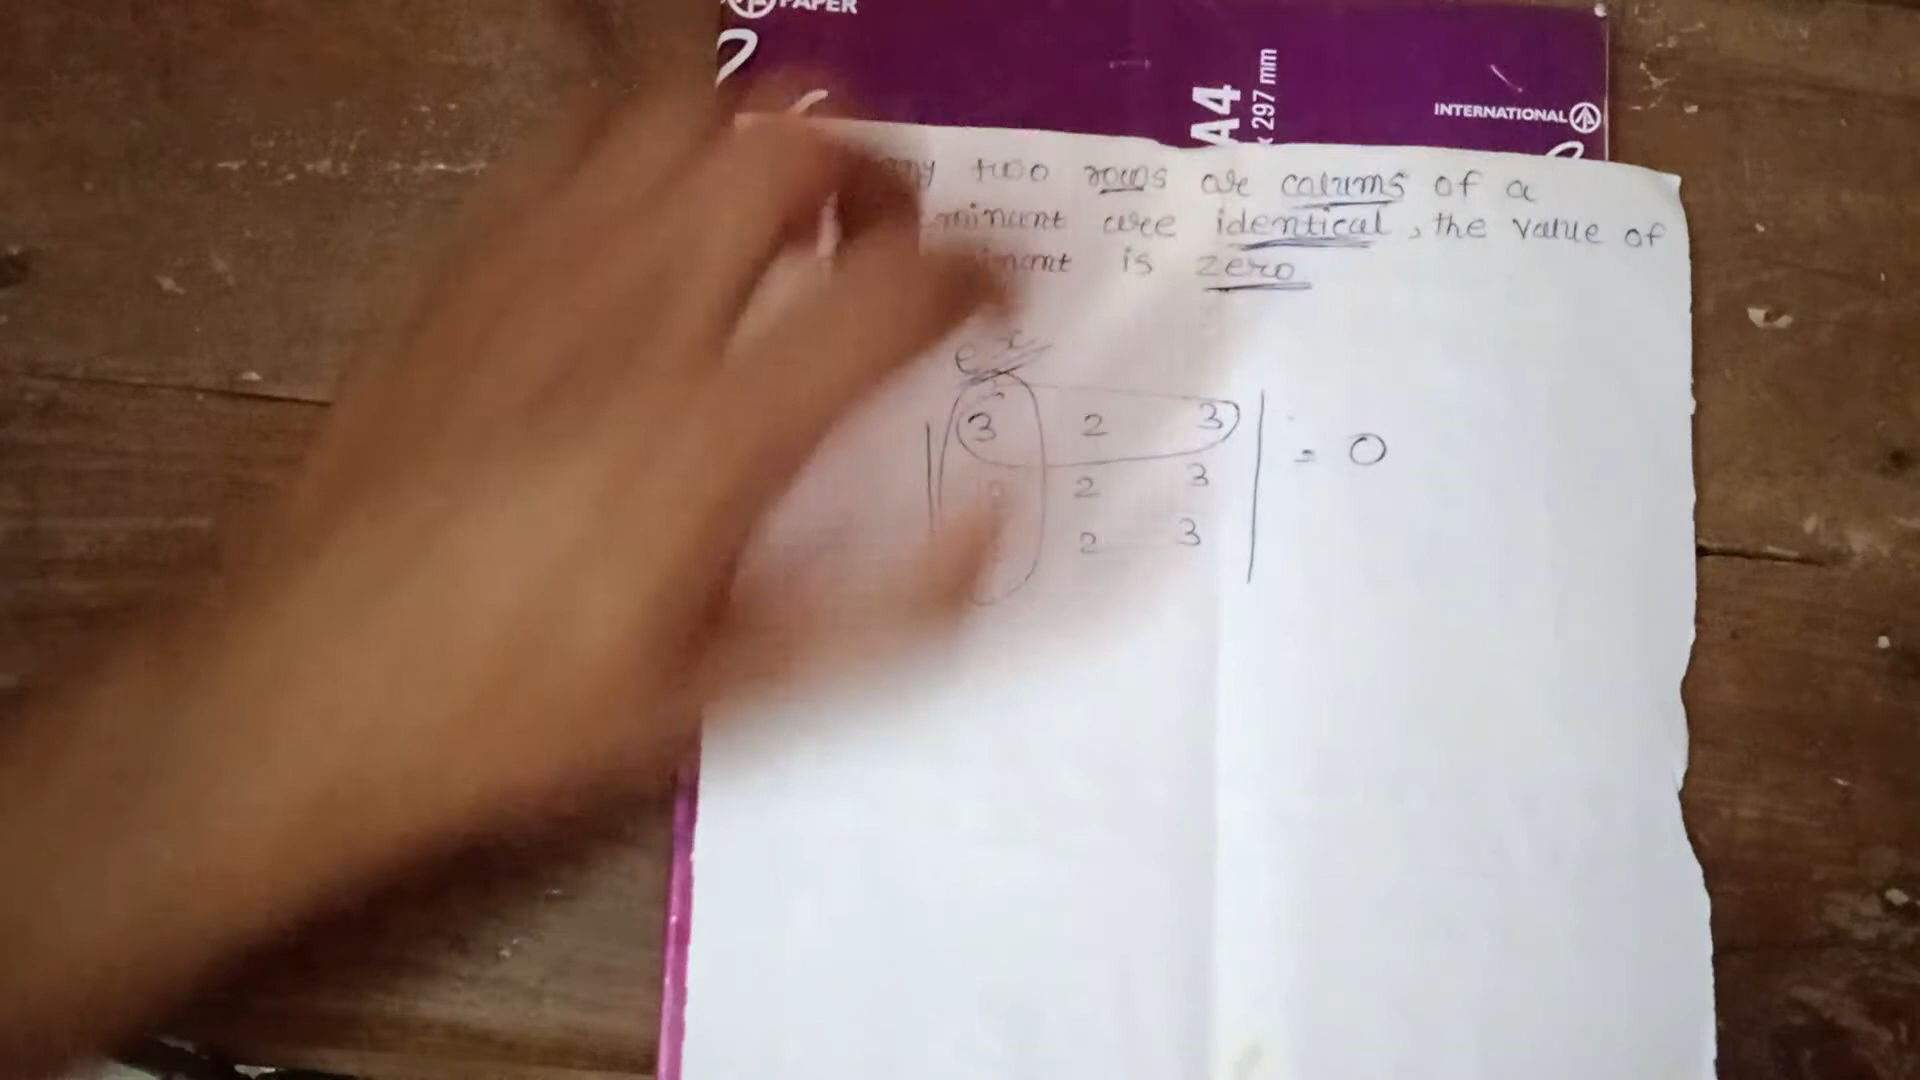 PAPER
A4
297 mm
INTERNATIONAL
two rows are colums of a
are identical, the value of
is zero
ex
3 2 3
2 3
2 3
= 0